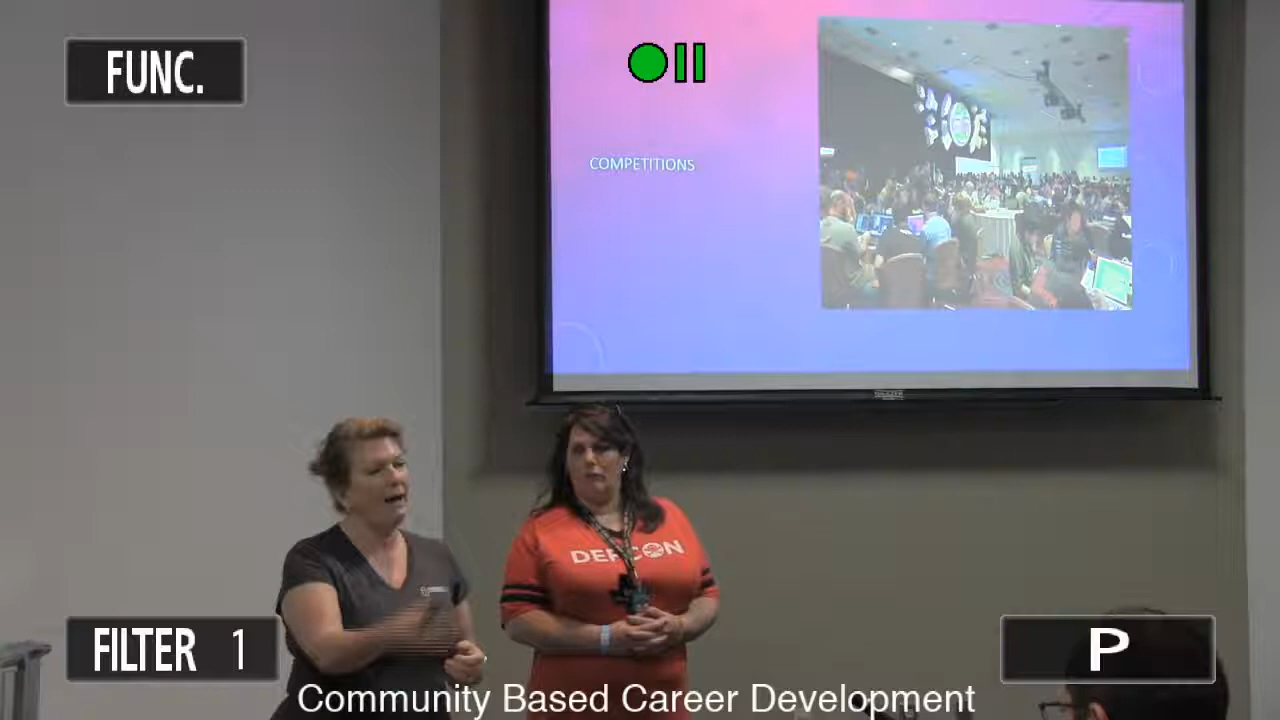 FUNC.
COMPETITIONS
DEFCON
FILTER 1
P
Community Based Career Development